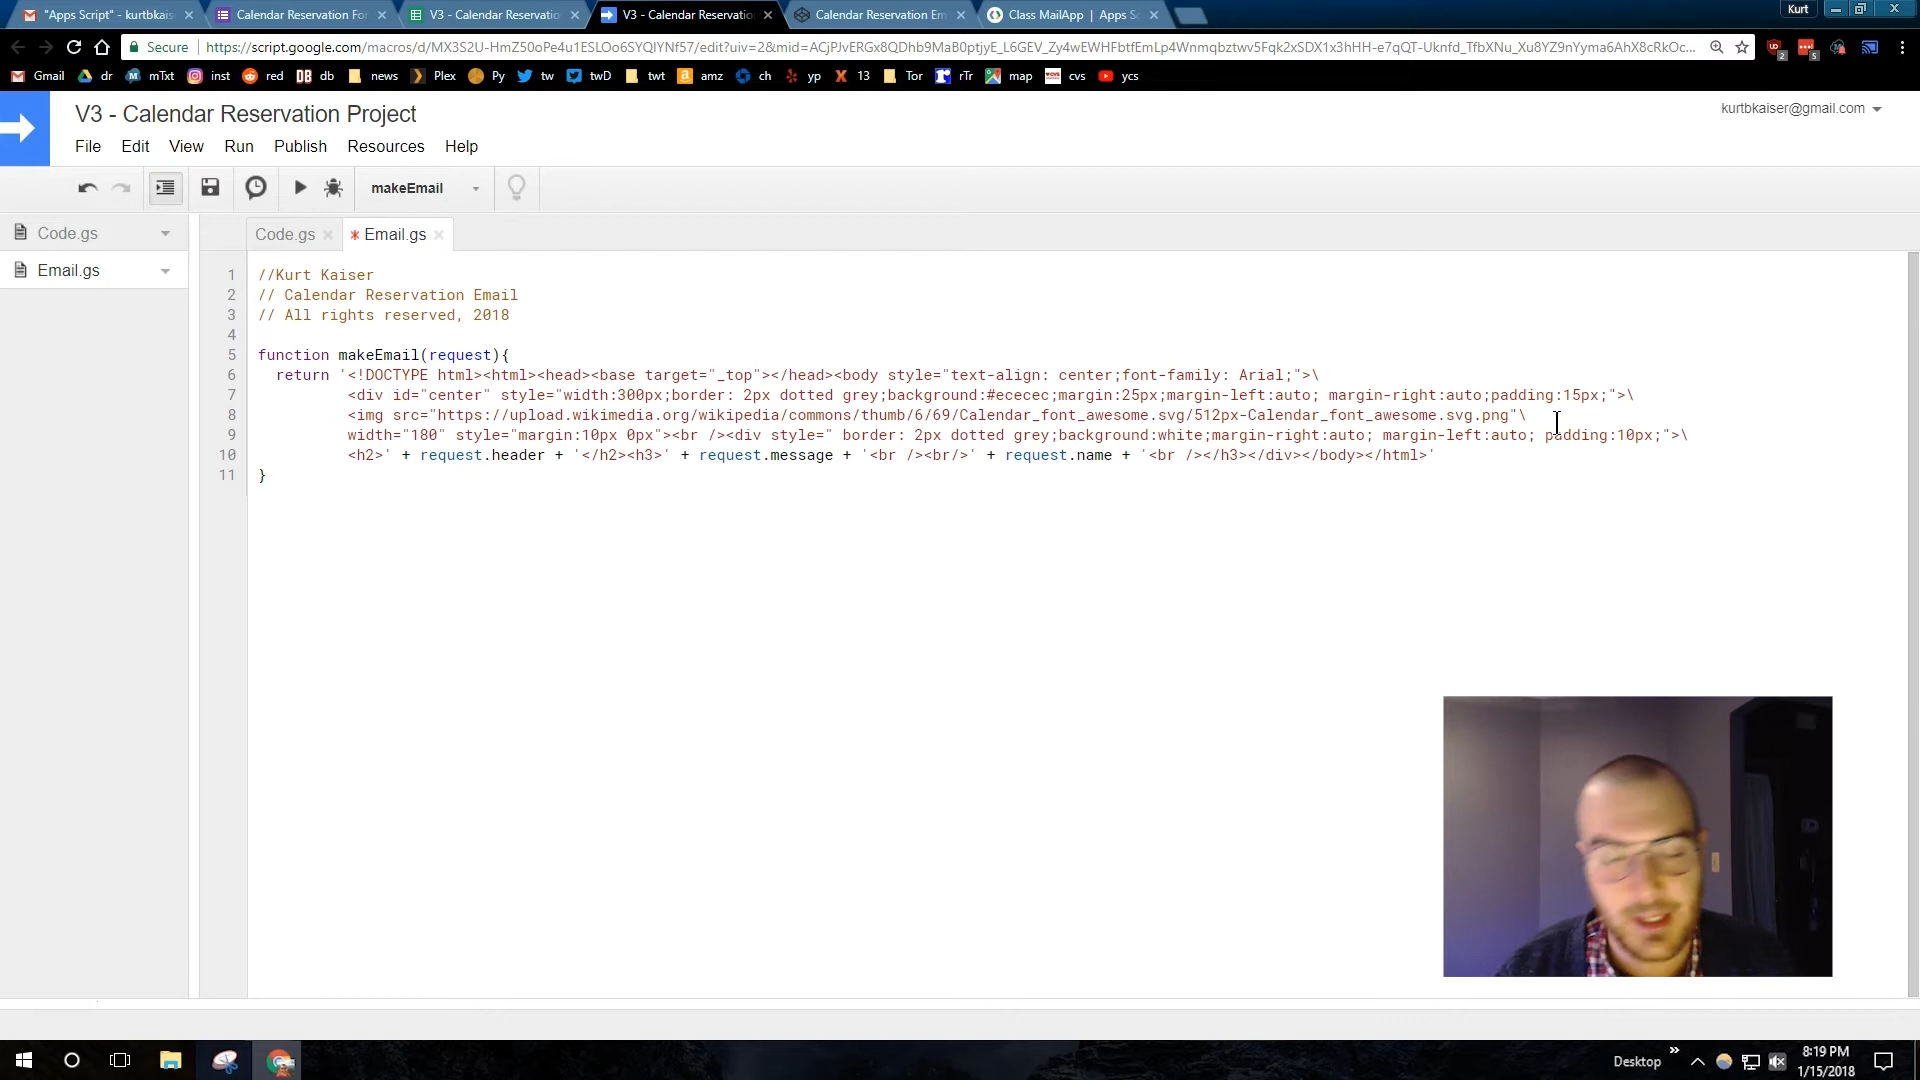 "Apps Script" - kurtbkais
Calendar Reservation For
V3 - Calendar Reservatio
V3 - Calendar Reservatio
Calendar Reservation Em
Class MailApp | Apps Sc
Kurt
Secure
https://script.google.com/macros/d/MX3S2U-HmZ50oPe4u1ESLOo6SYQIYNf57/edit?uiv=2&mid=ACjPJvERGx8QDhb9MaB0ptjyE_L6GEV_Zy4wEWHFbtfEmLp4Wnmqbztwv5Fqk2xSDX1x3hHH-e7qQT-Uknfd_TfbXNu_Xu8YZ9nYyma6AhX8cRkOc...
2
5
Gmail
dr
mTxt
inst
red
DB db
news
Plex
Py
tw
twD
twt
amz
ch
yp
X 13
Tor
rTr
map
cvs
ycs
V3 - Calendar Reservation Project
kurtbkaiser@gmail.com
File Edit View Run Publish Resources Help
makeEmail
Code.gs
Code.gs
* Email.gs
Email.gs
1 //Kurt Kaiser
2 // Calendar Reservation Email
3 // All rights reserved, 2018
4
5 function makeEmail(request){
6 return '<!DOCTYPE html><html><head><base target="_top"></head><body style="text-align: center;font-family: Arial;">\
7 <div id="center" style="width:300px;border: 2px dotted grey;background:#ececec;margin:25px;margin-left:auto; margin-right:auto;padding:15px;">\
8 <img src="https://upload.wikimedia.org/wikipedia/commons/thumb/6/69/Calendar_font_awesome.svg/512px-Calendar_font_awesome.svg.png"\
9 width="180" style="margin:10px 0px"><br /><div style=" border: 2px dotted grey;background:white;margin-right:auto; margin-left:auto; padding:10px;">\
10 <h2>' + request.header + '</h2><h3>' + request.message + '<br /><br/>' + request.name + '<br /></h3></div></body></html>'
11 }
Desktop
8:19 PM
1/15/2018